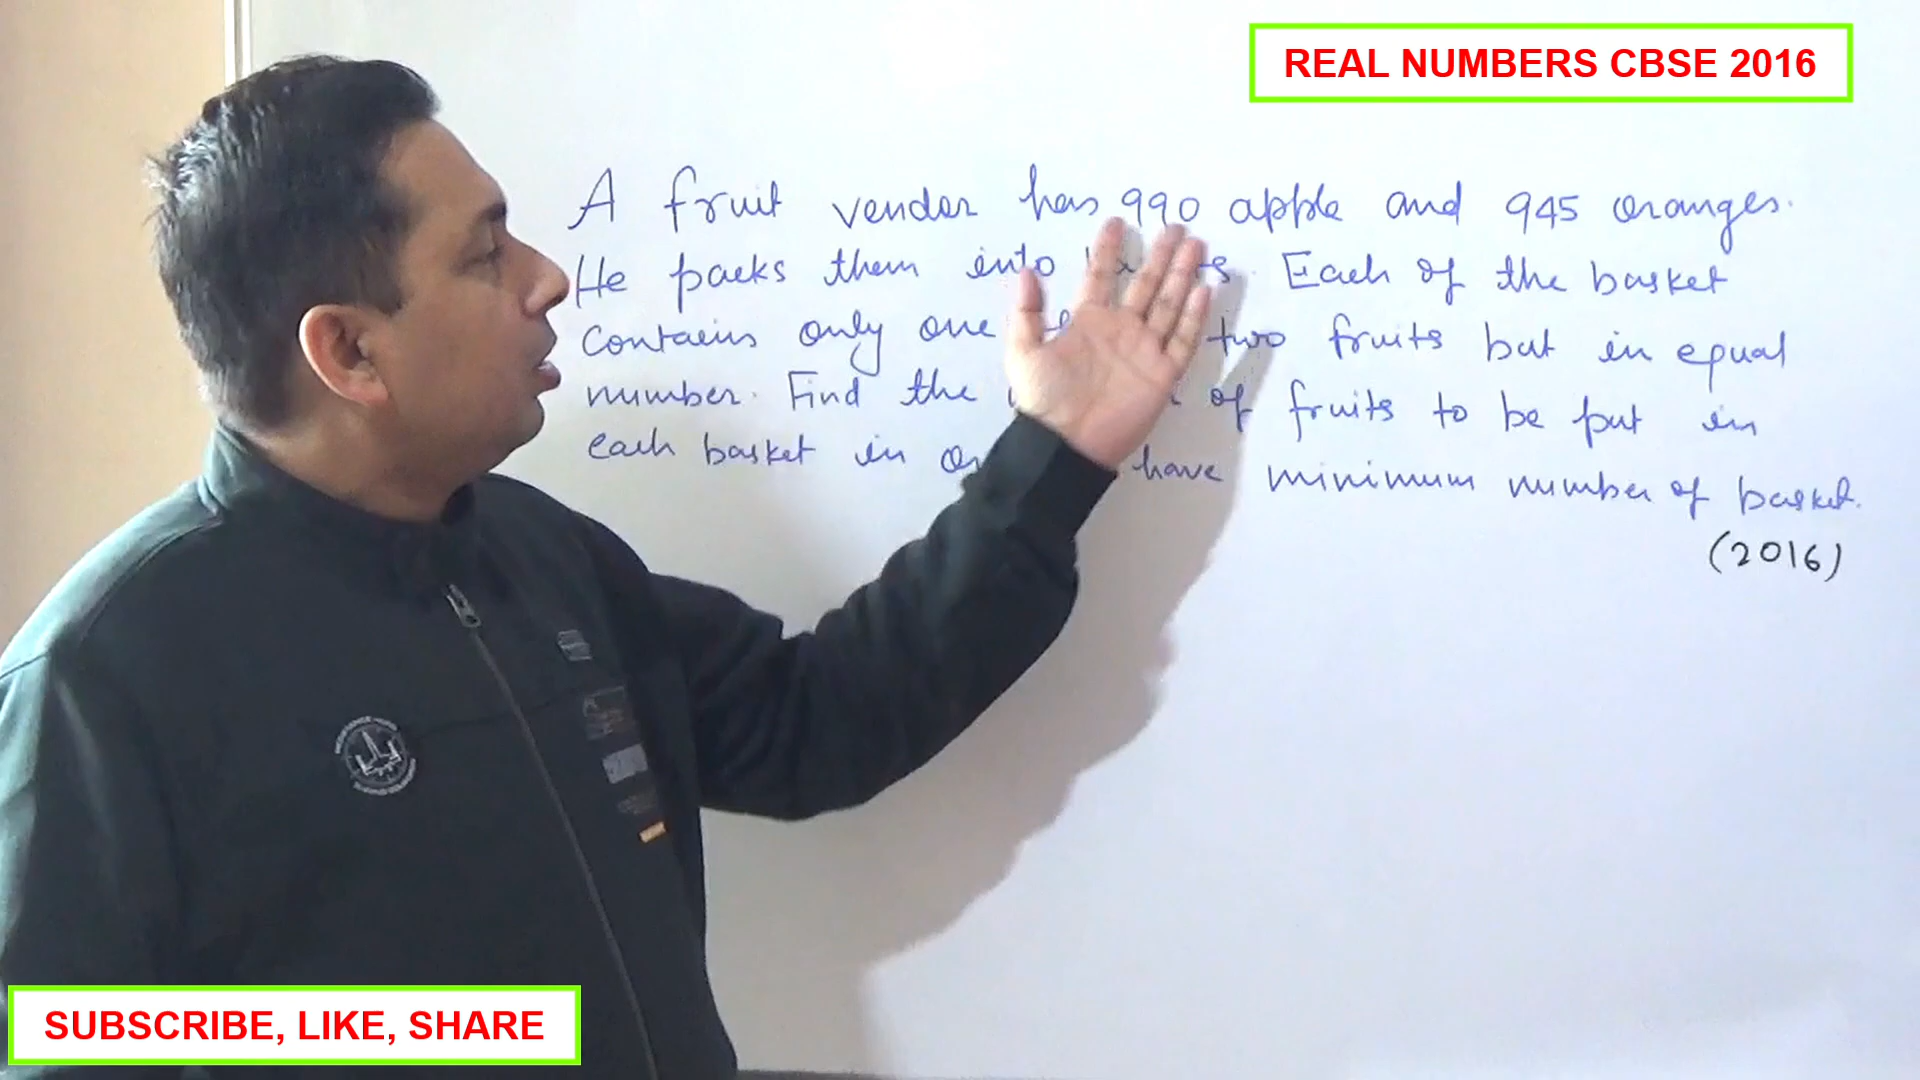 REAL NUMBERS CBSE 2016
A fruit vender has 990 apple and 945 oranges.
He packs them into Each of the basket
contains only one two fruits but in equal
number. Find the of fruits to be put in
each basket in have minimum number of basket.
(2016)
SUBSCRIBE, LIKE, SHARE